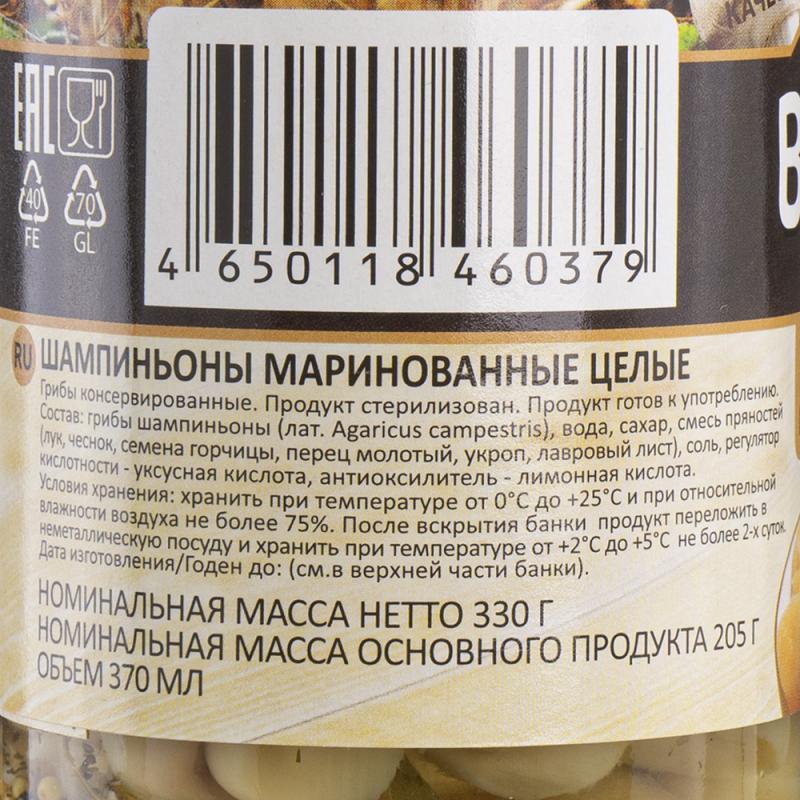 EAC
40
FE
70
GL
4 650118 460379
RU ШАМПИНЬОНЫ МАРИНОВАННЫЕ ЦЕЛЫЕ
Грибы консервированные. Продукт стерилизован. Продукт готов к употреблению.
Состав: грибы шампиньоны (лат. Agaricus campestris), вода, сахар, смесь пряностей
(лук, чеснок, семена горчицы, перец молотый, укроп, лавровый лист), соль, регулятор
кислотности - уксусная кислота, антиоксилитель - лимонная кислота.
Условия хранения: хранить при температуре от 0°С до +25°С и при относительной
влажности воздуха не более 75%. После вскрытия банки продукт переложить в
неметаллическую посуду и хранить при температуре от +2°С до +5°С не более 2-х суток.
Дата изготовления/Годен до: (см.в верхней части банки).
НОМИНАЛЬНАЯ МАССА НЕТТО 330 Г
НОМИНАЛЬНАЯ МАССА ОСНОВНОГО ПРОДУКТА 205 Г
ОБЪЕМ 370 МЛ